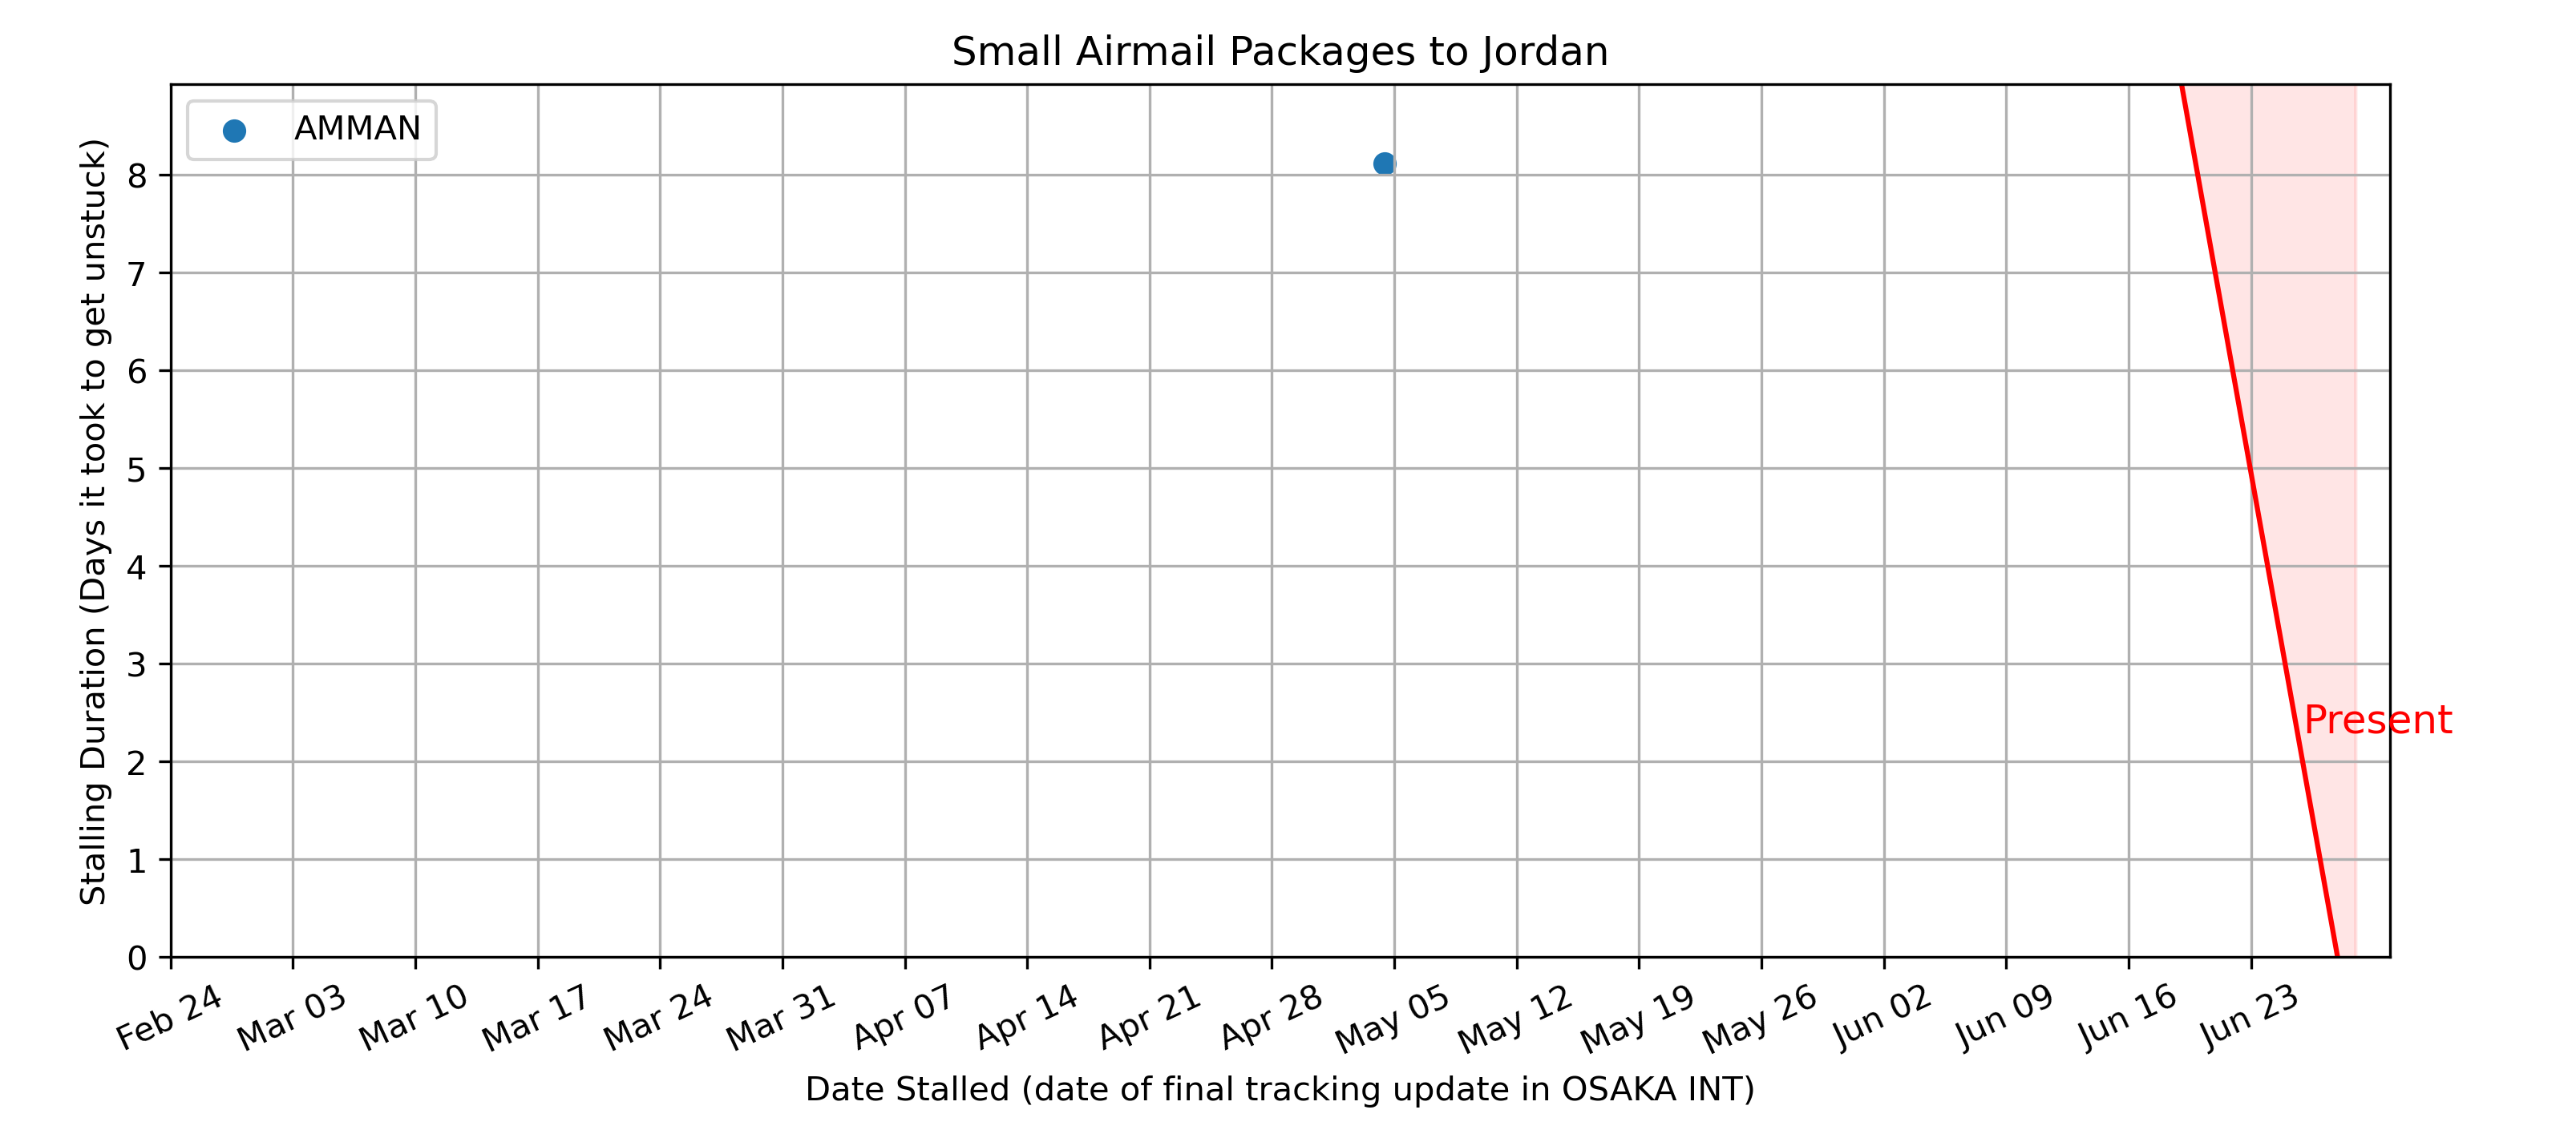 Small Airmail Packages to Jordan
AMMAN
Stalling Duration (Days it took to get unstuck)
8
7
6
5
4
3
2
1
0
Present
Feb 24 Mar 03 Mar 10 Mar 17 Mar 24 Mar 31 Apr 07 Apr 14 Apr 21 Apr 28 May 05 May 12 May 19 May 26 Jun 02 Jun 09 Jun 16 Jun 23
Date Stalled (date of final tracking update in OSAKA INT)